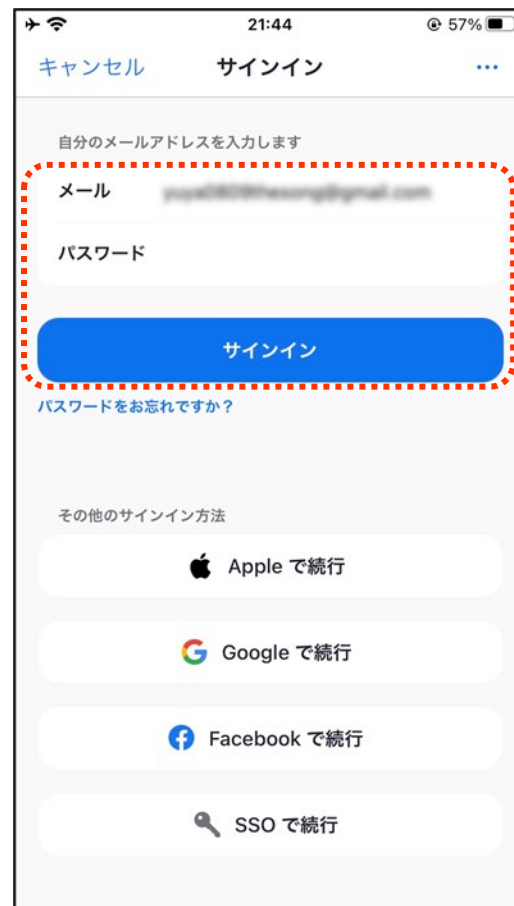 21:44
57%
キャンセル サインイン ...
自分のメールアドレスを入力します
メール
パスワード
サインイン
パスワードをお忘れですか？
その他のサインイン方法
Apple で続行
Google で続行
Facebook で続行
SSO で続行